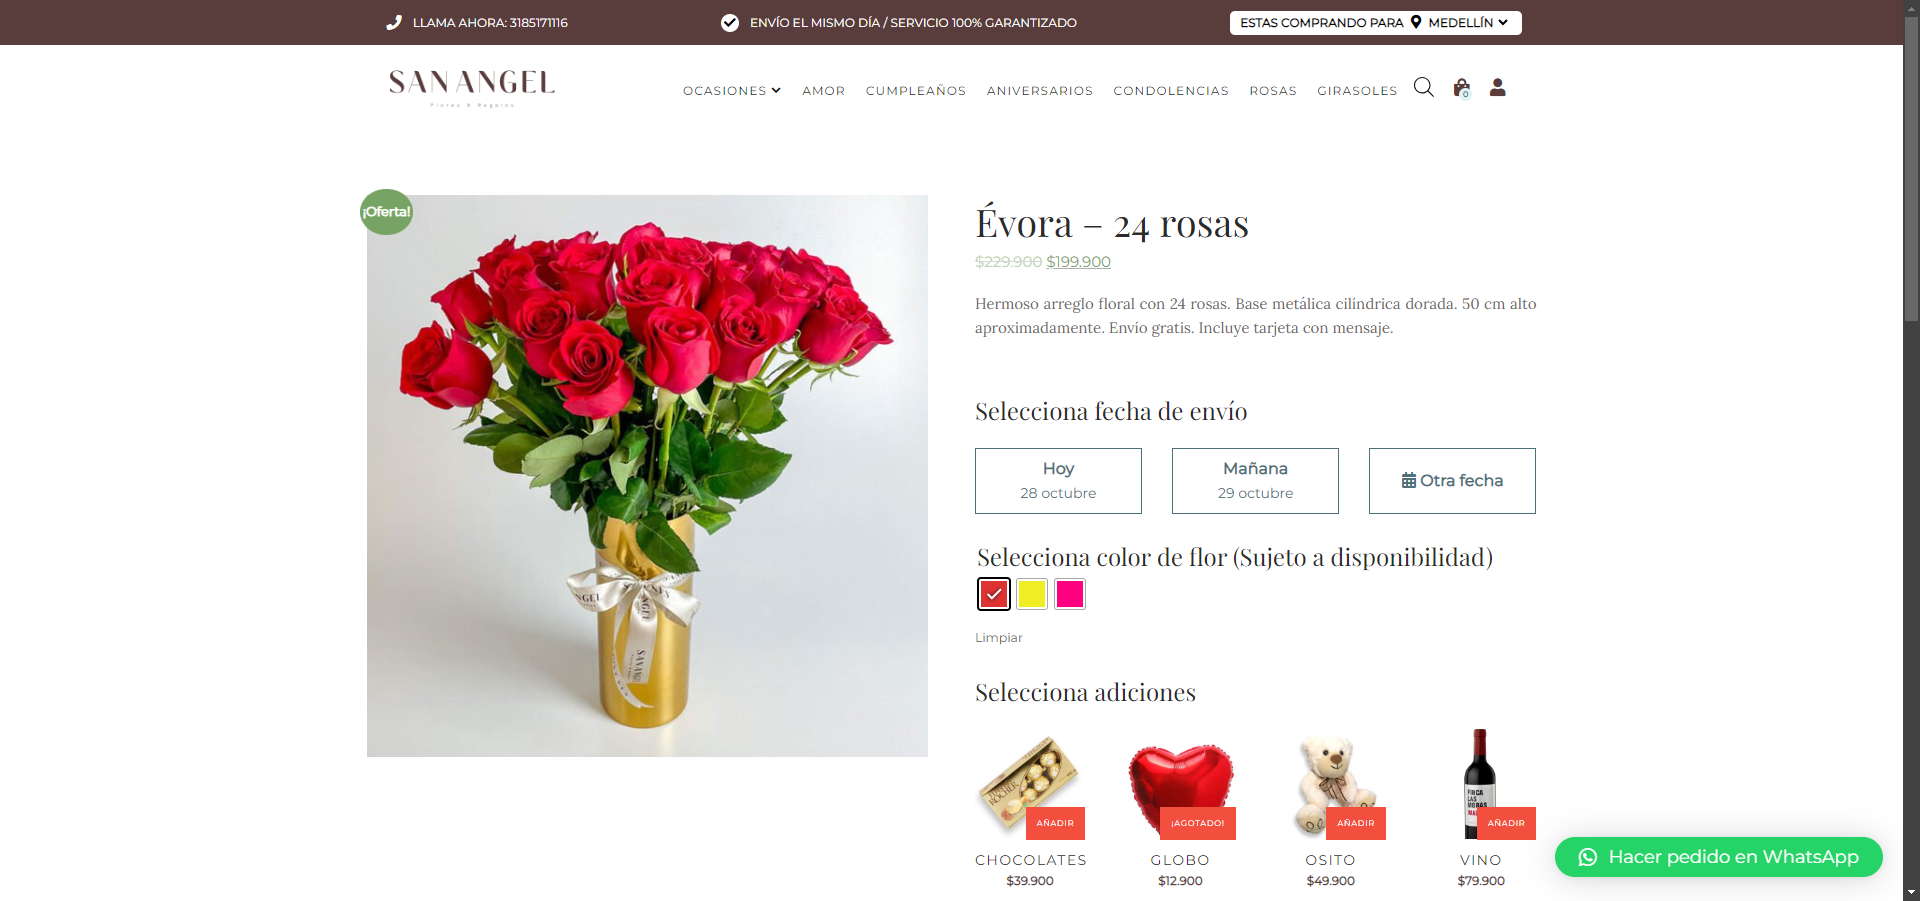 LLAMA AHORA: 3185171116
ENVÍO EL MISMO DÍA / SERVICIO 100% GARANTIZADO
ESTAS COMPRANDO PARA MEDELLÍN
SAN ANGEL
Flores & Regalos
OCASIONES AMOR CUMPLEAÑOS ANIVERSARIOS CONDOLENCIAS ROSAS GIRASOLES
0
¡Oferta!
Évora – 24 rosas
$229.900 $199.900
Hermoso arreglo floral con 24 rosas. Base metálica cilíndrica dorada. 50 cm alto
aproximadamente. Envío gratis. Incluye tarjeta con mensaje.
Selecciona fecha de envío
Hoy
28 octubre
Mañana
29 octubre
Otra fecha
Selecciona color de flor (Sujeto a disponibilidad)
Limpiar
Selecciona adiciones
AÑADIR
CHOCOLATES
$39.900
¡AGOTADO!
GLOBO
$12.900
AÑADIR
OSITO
$49.900
FINCA
LAS
MORAS
AÑADIR
VINO
$79.900
Hacer pedido en WhatsApp